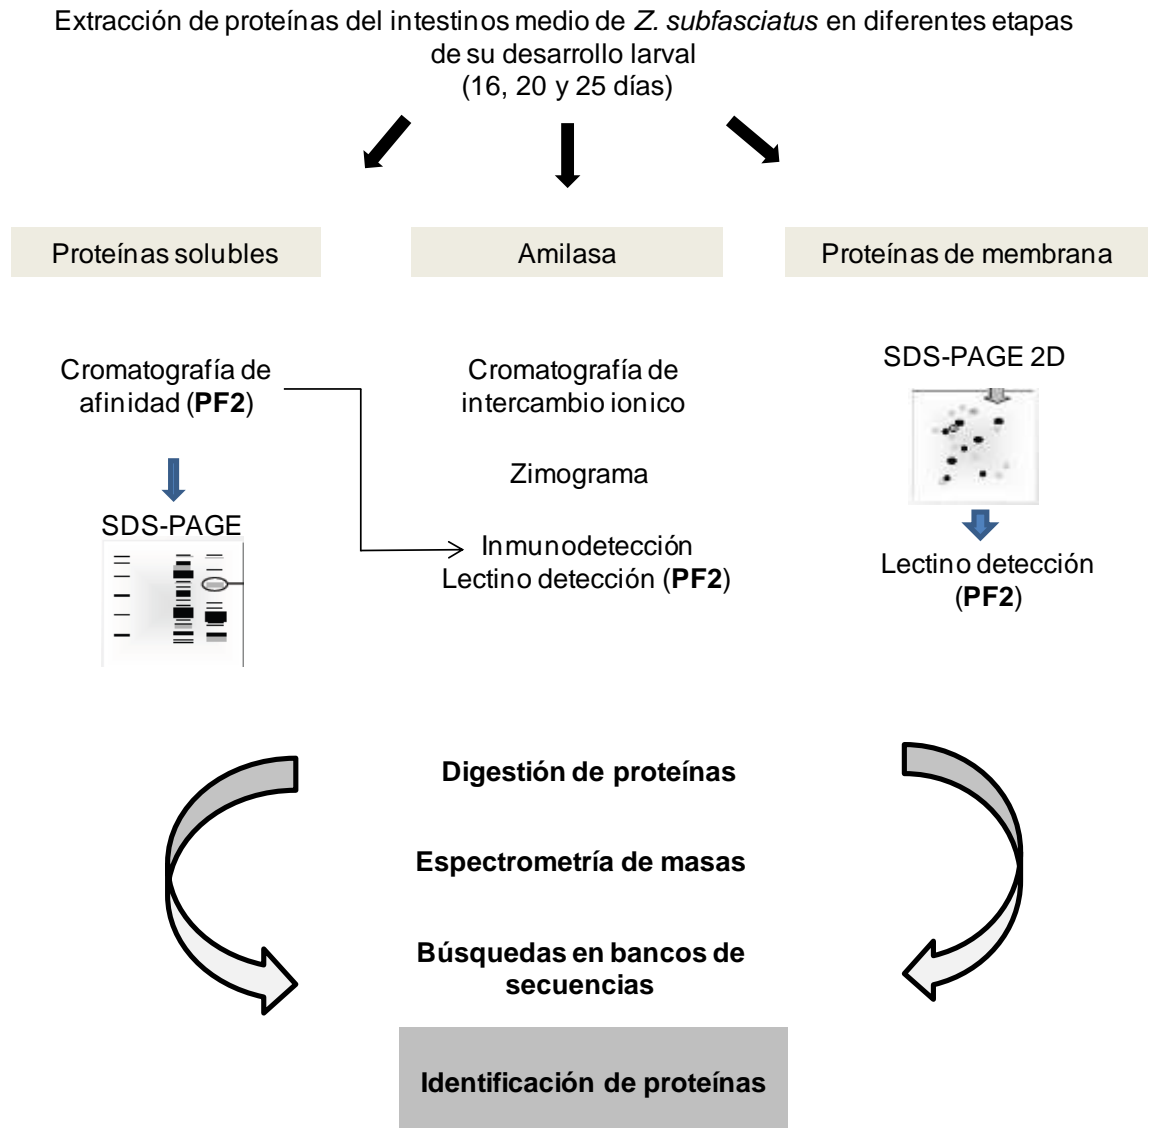 Extracción de proteínas del intestinos medio de Z. subfasciatus en diferentes etapas
de su desarrollo larval
(16, 20 y 25 días)
Proteínas solubles
Amilasa
Proteínas de membrana
Cromatografía de
afinidad (PF2)
SDS-PAGE
Cromatografía de
intercambio ionico
Zimograma
Inmunodetección
Lectino detección (PF2)
SDS-PAGE 2D
Lectino detección
(PF2)
Digestión de proteínas
Espectrometría de masas
Búsquedas en bancos de
secuencias
Identificación de proteínas